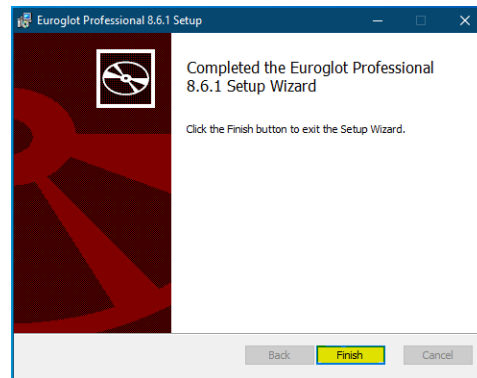 Euroglot Professional 8.6.1 Setup
Completed the Euroglot Professional
8.6.1 Setup Wizard
Click the Finish button to exit the Setup Wizard.
Back Finish Cancel